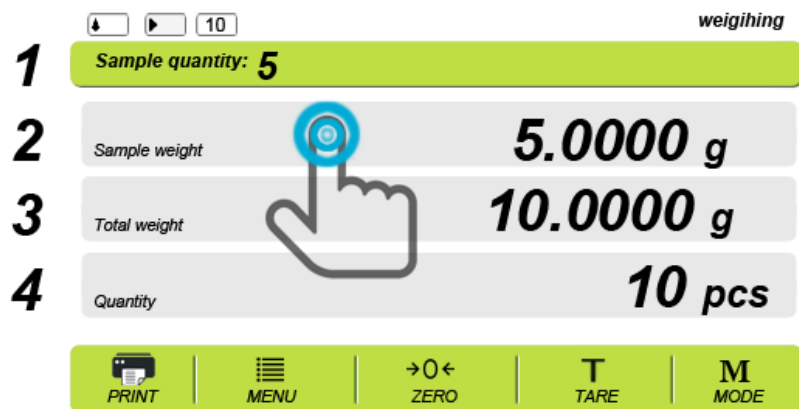 10 weigihing
1 Sample quantity: 5
2 Sample weight 5.0000 g
3 Total weight 10.0000 g
4 Quantity 10 pcs
→0← T M
PRINT MENU ZERO TARE MODE